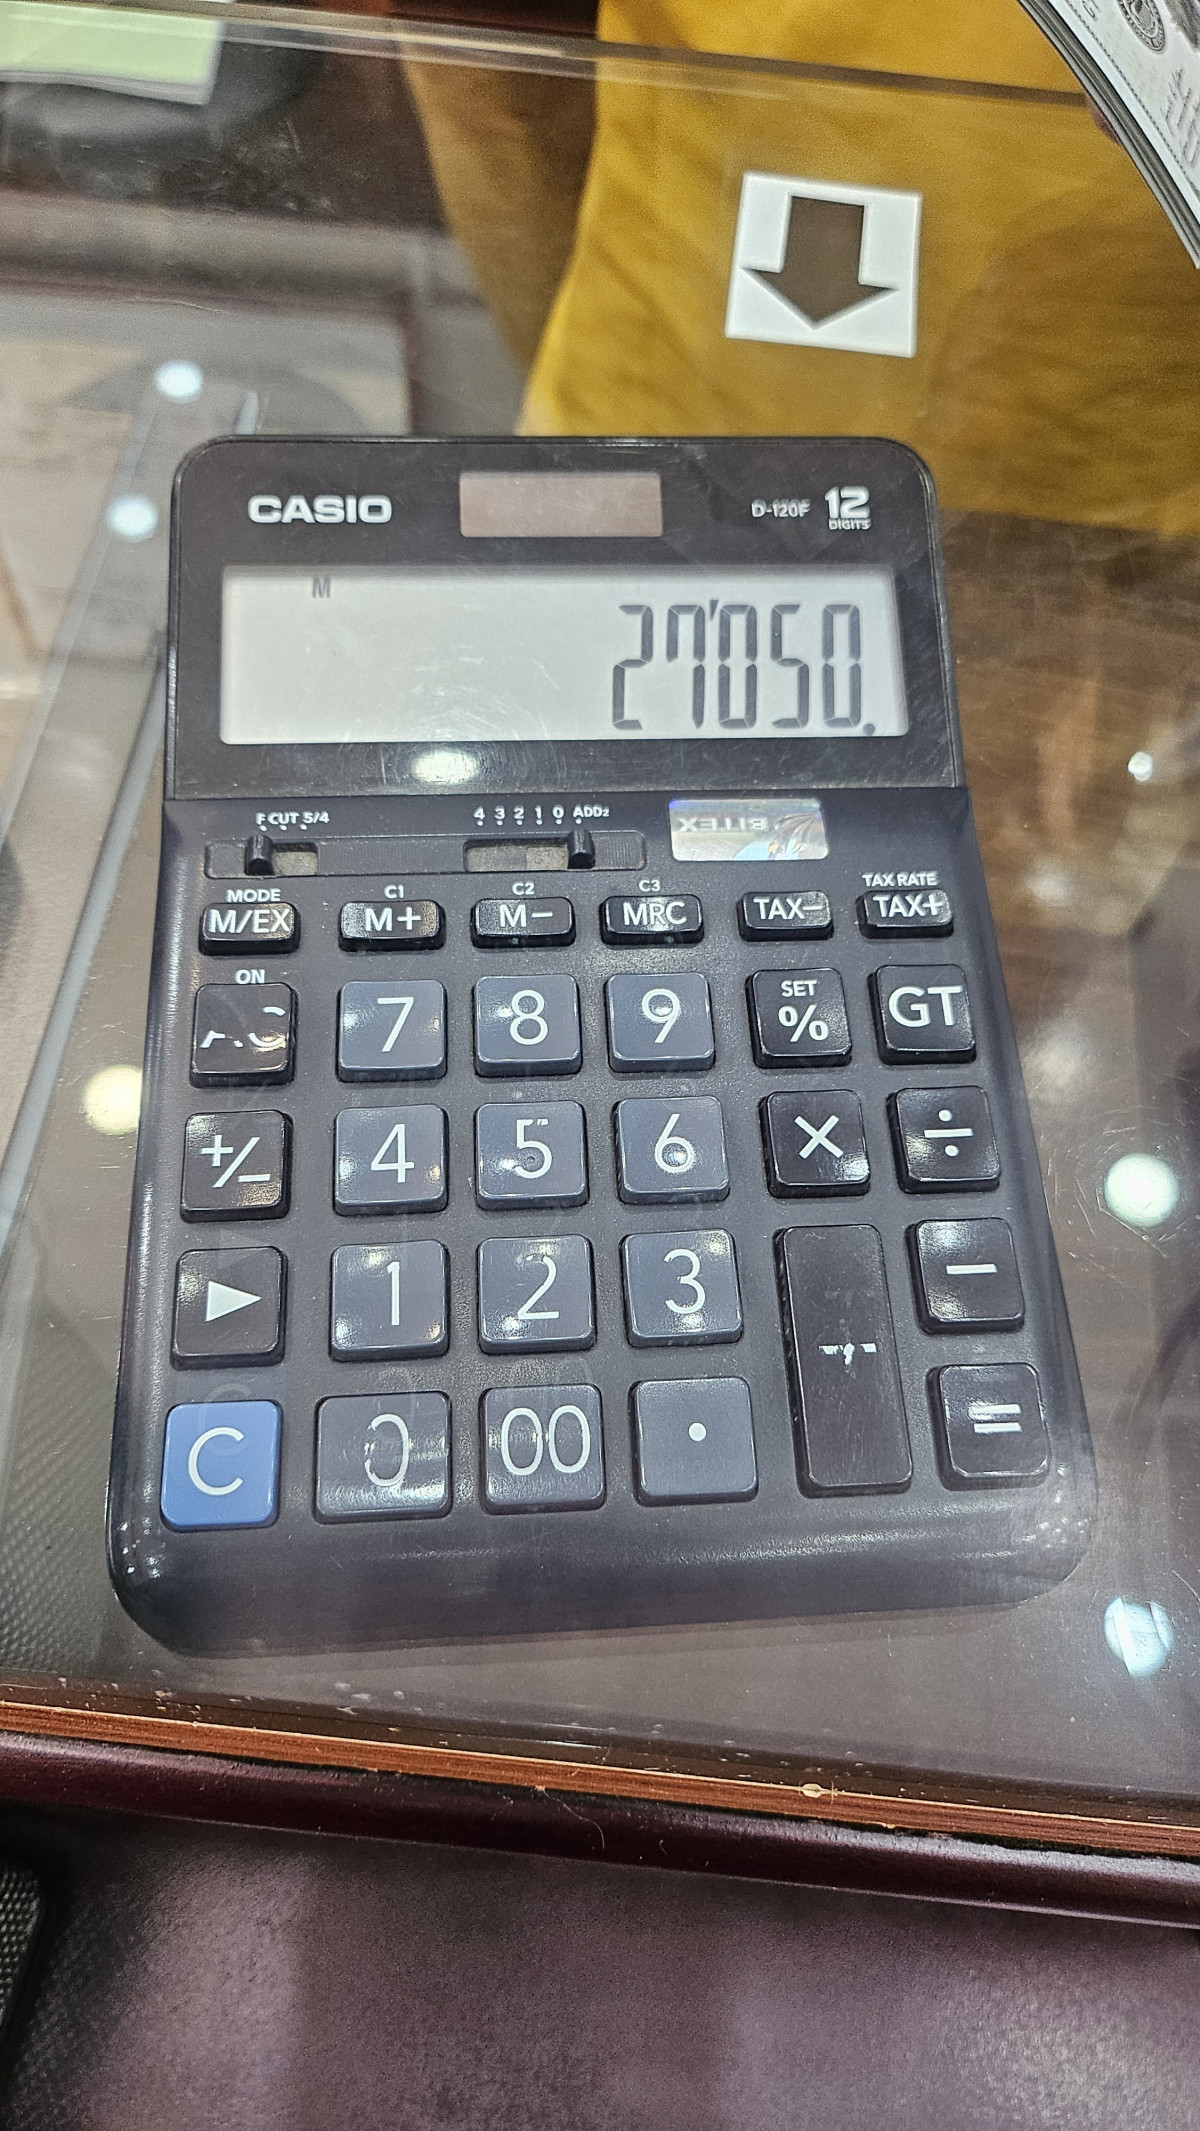 CASIO
D-120F 12 DIGITS
M
27'050.
F CUT 5/4
4 3 2 1 0 ADD2
BITEX
MODE C1 C2 C3 TAX RATE
M/EX M+ M− MRC TAX− TAX+
ON
AC 7 8 9 SET % GT
+/− 4 5 6 × ÷
▶ 1 2 3 + −
C 0 00 . =